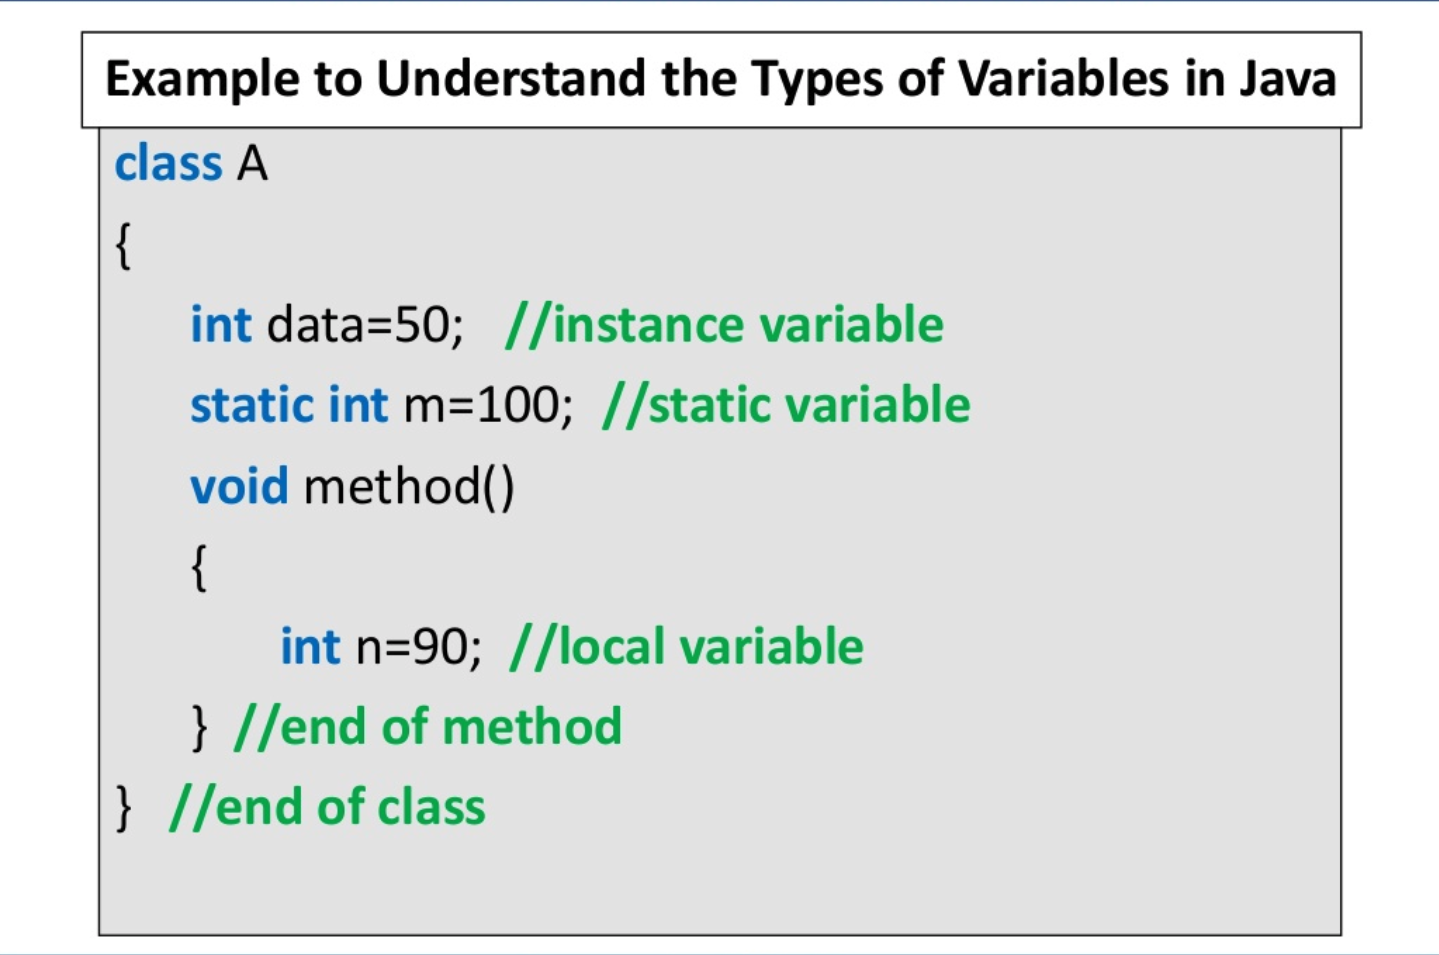 Example to Understand the Types of Variables in Java
class A
{
int data=50; //instance variable
static int m=100; //static variable
void method()
{
int n=90; //local variable
} //end of method
} //end of class